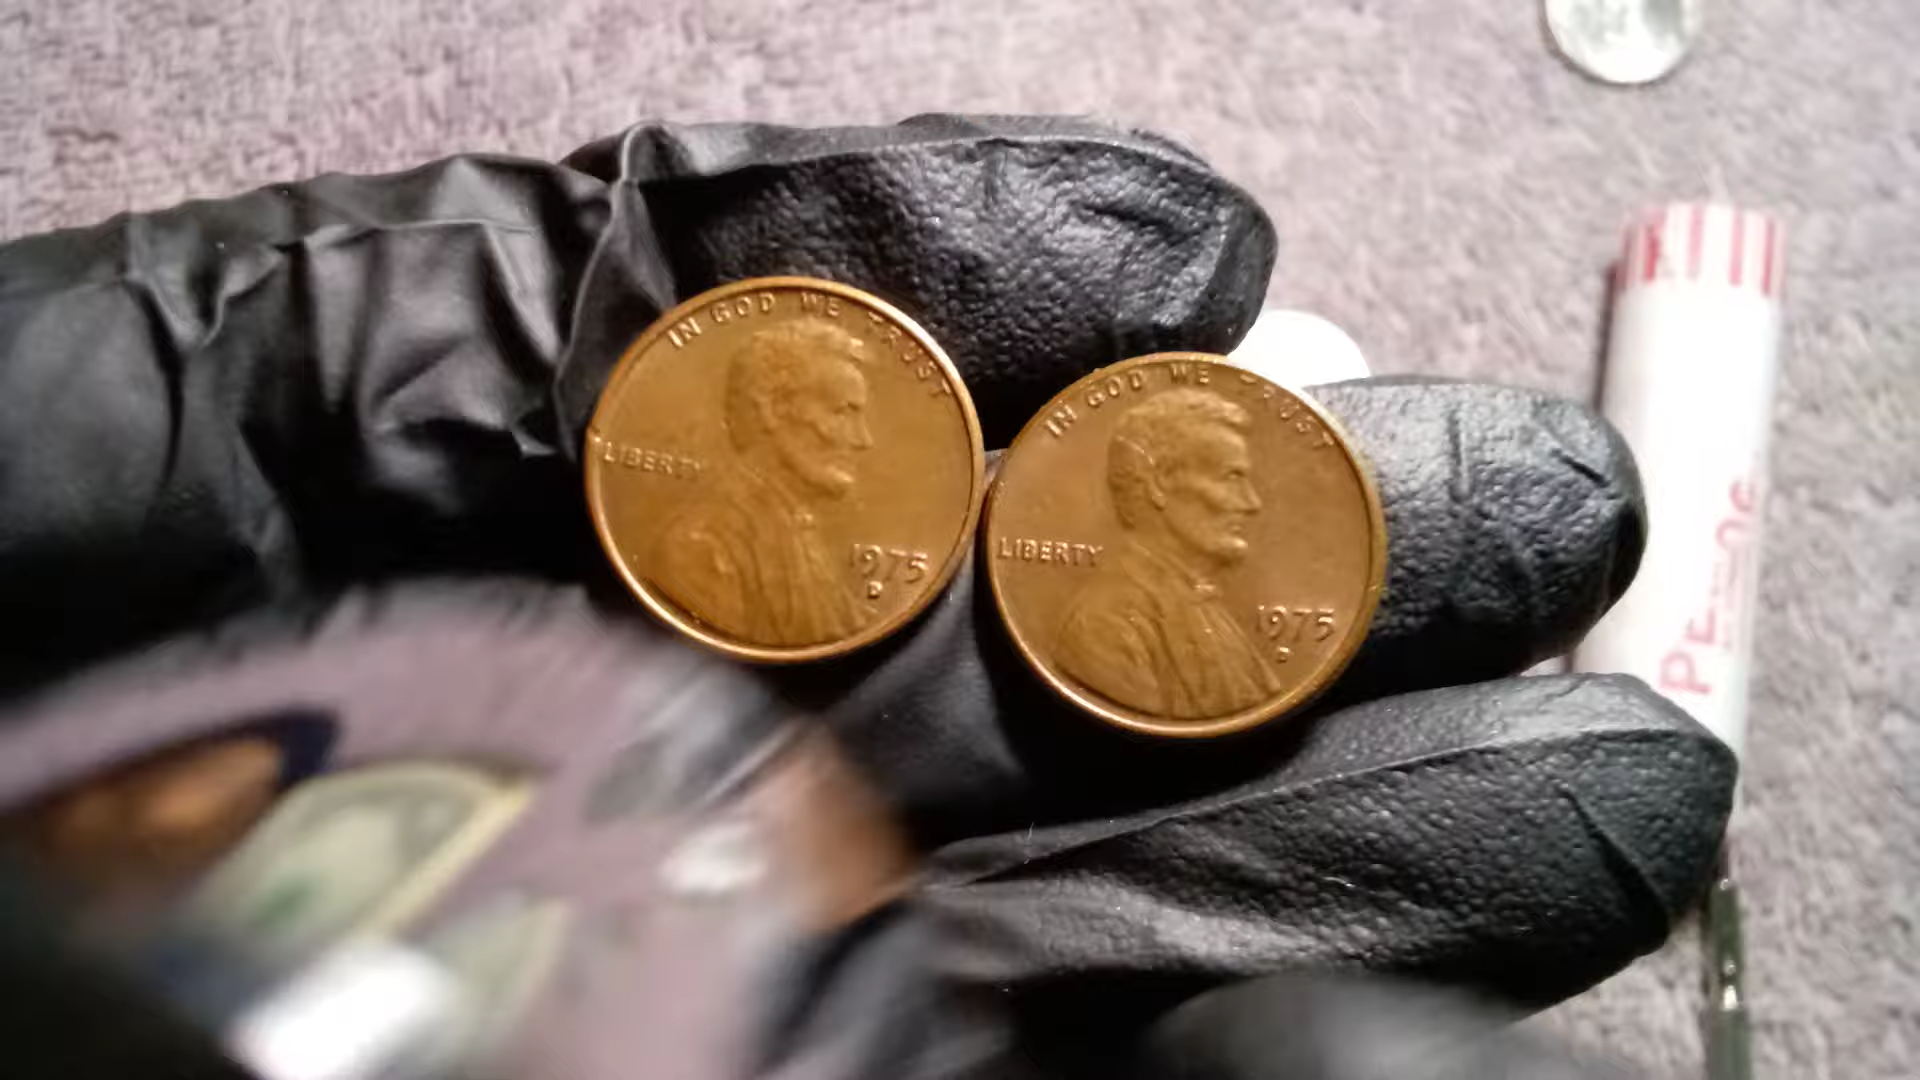 IN GOD WE TRUST
LIBERTY
1975
D
IN GOD WE TRUST
LIBERTY
1975
D